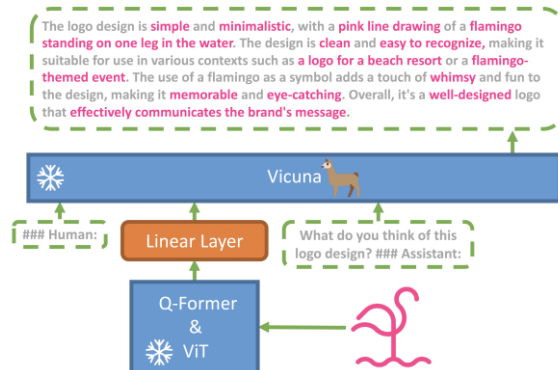 The logo design is simple and minimalistic, with a pink line drawing of a flamingo
standing on one leg in the water. The design is clean and easy to recognize, making it
suitable for use in various contexts such as a logo for a beach resort or a flamingo-
themed event. The use of a flamingo as a symbol adds a touch of whimsy and fun to
the design, making it memorable and eye-catching. Overall, it's a well-designed logo
that effectively communicates the brand's message.
Vicuna
### Human:
Linear Layer
What do you think of this
logo design? ### Assistant:
Q-Former
&
ViT